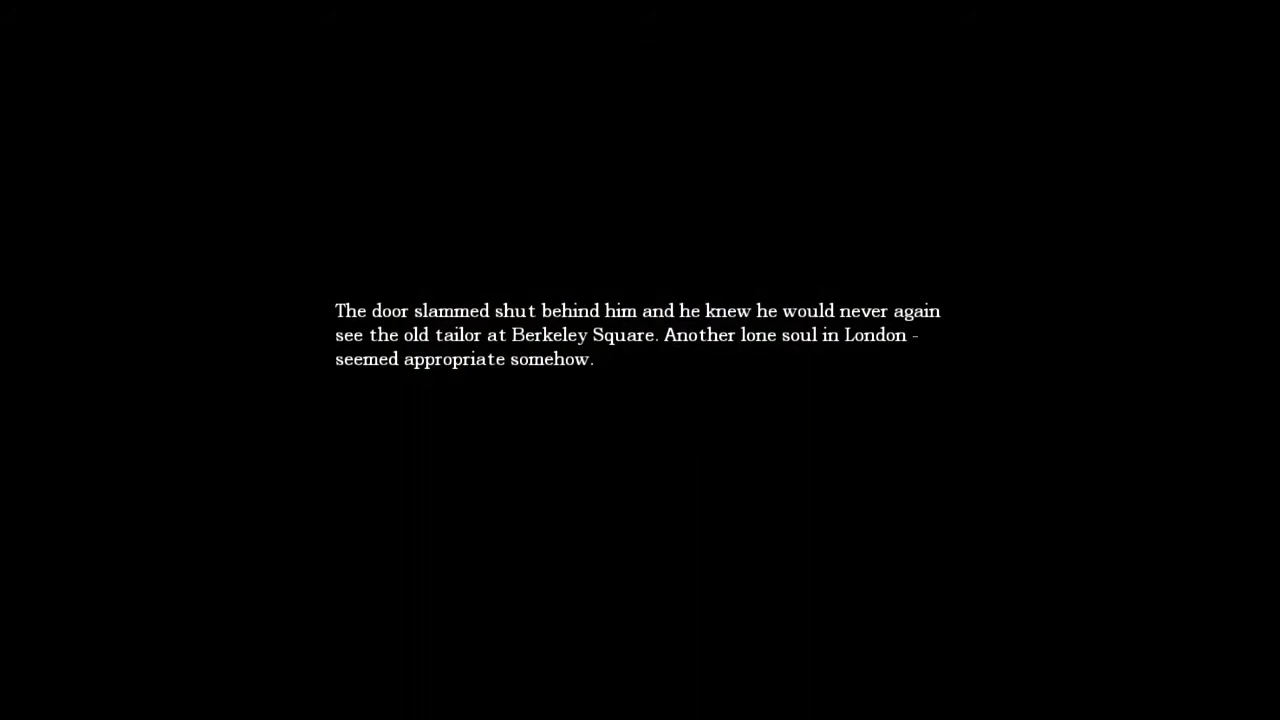 The door slammed shut behind him and he knew he would never again
see the old tailor at Berkeley Square. Another lone soul in London -
seemed appropriate somehow.